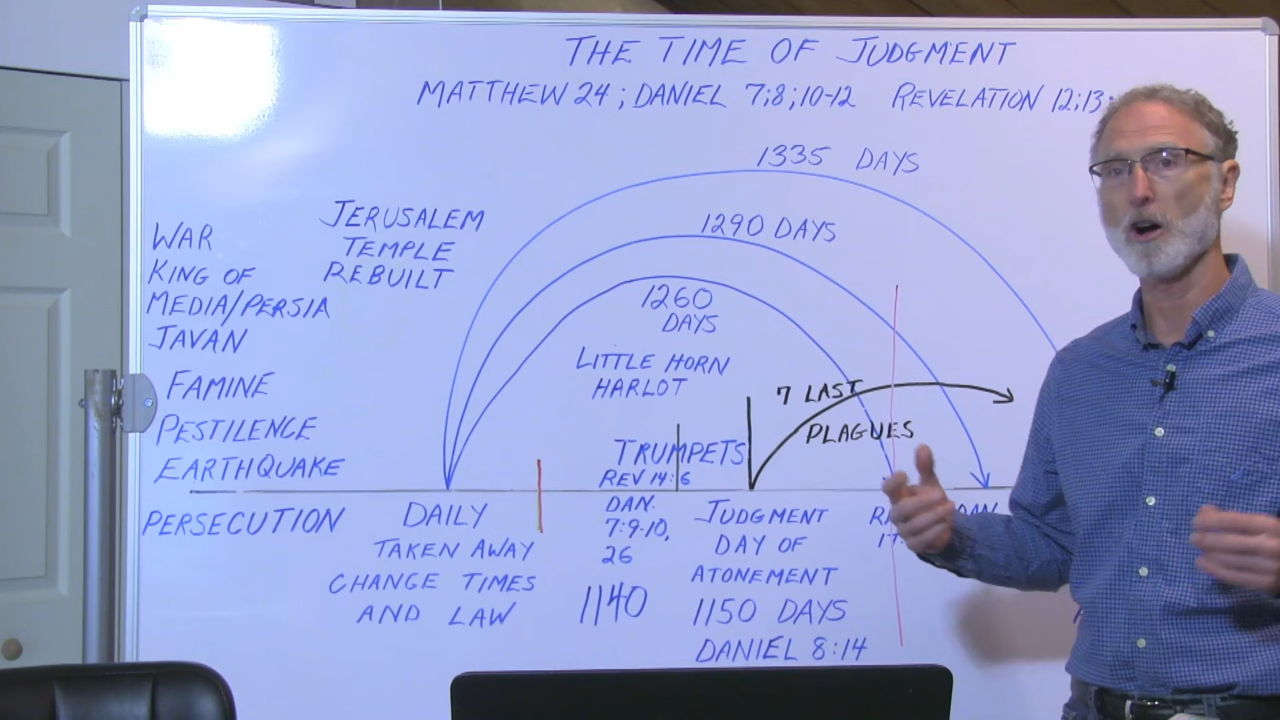 THE TIME OF JUDGMENT
MATTHEW 24; DANIEL 7;8;10-12 REVELATION 12;13;
1335 DAYS
1290 DAYS
1260
DAYS
JERUSALEM
TEMPLE
REBUILT
WAR
KING OF
MEDIA/PERSIA
JAVAN
FAMINE
PESTILENCE
EARTHQUAKE
PERSECUTION
LITTLE HORN
HARLOT
7 LAST
PLAGUES
TRUMPETS
REV 14:6
DAN.
7:9-10,
26
1140
DAILY
TAKEN AWAY
CHANGE TIMES
AND LAW
JUDGMENT
DAY OF
ATONEMENT
1150 DAYS
DANIEL 8:14
DAN